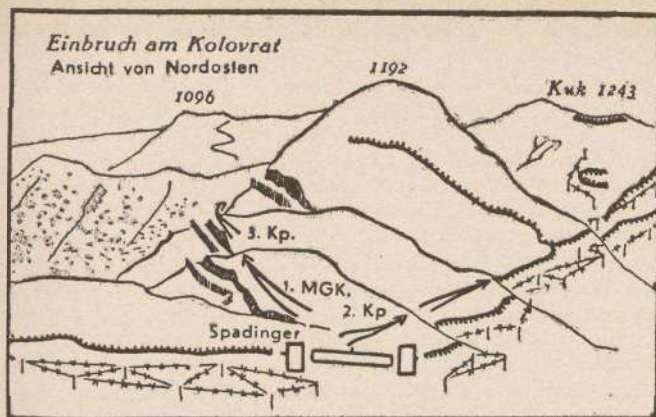 Einbruch am Kolovrat
Ansicht von Nordosten
1096
1192
Kuk 1243
3. Kp.
1. MGK.
2. Kp
Spadinger